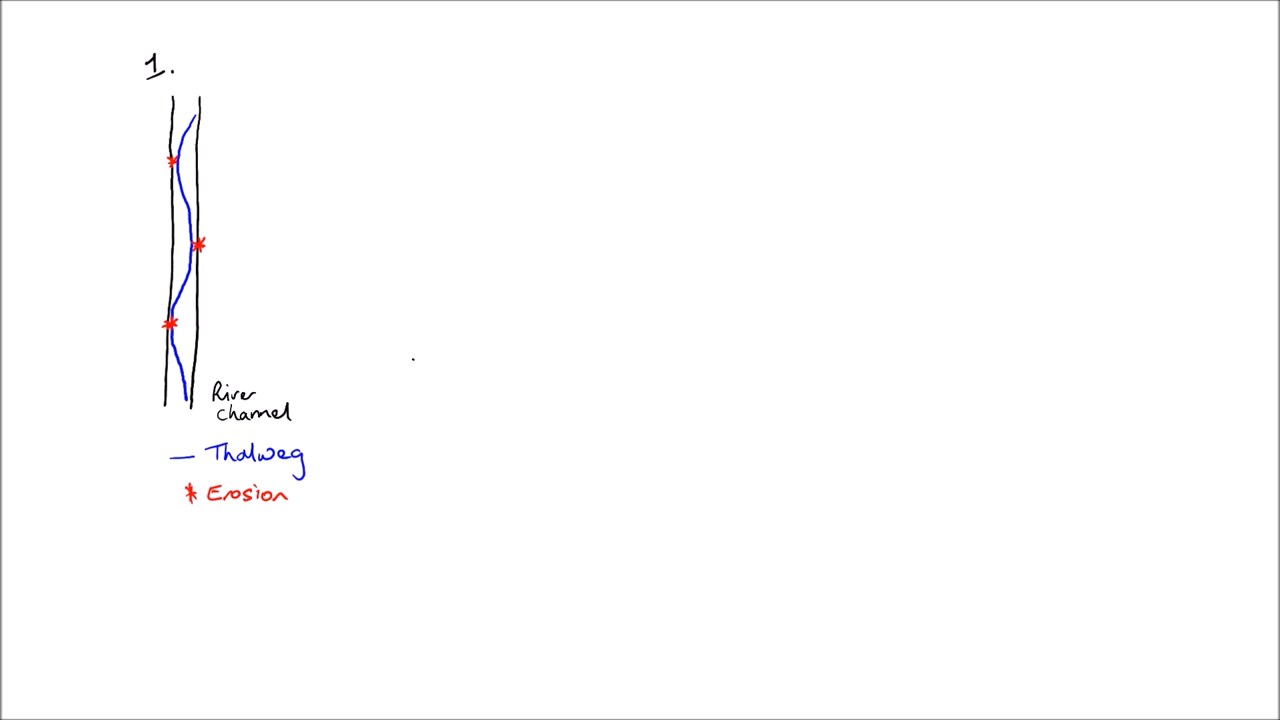 1.
River
channel
— Thalweg
* Erosion